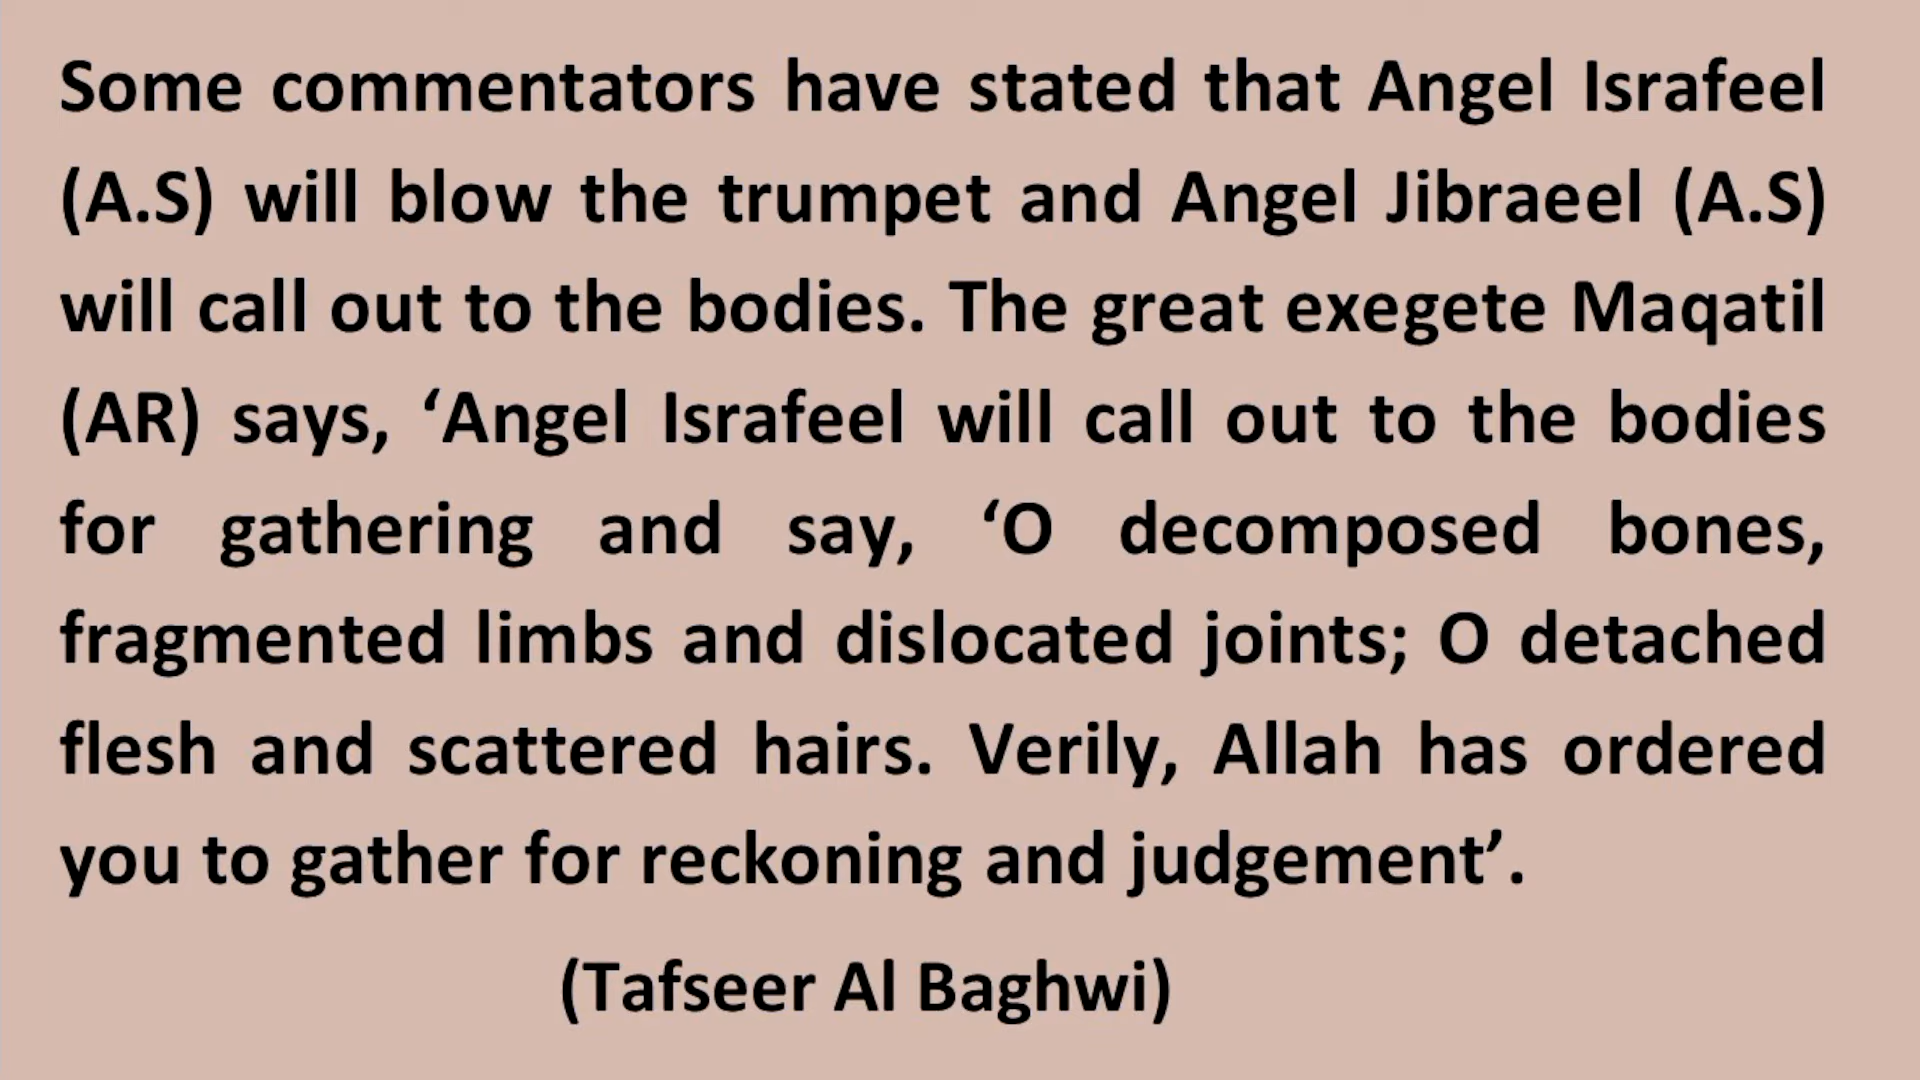 Some commentators have stated that Angel Israfeel
(A.S) will blow the trumpet and Angel Jibraeel (A.S)
will call out to the bodies. The great exegete Maqatil
(AR) says, ‘Angel Israfeel will call out to the bodies
for gathering and say, ‘O decomposed bones,
fragmented limbs and dislocated joints; O detached
flesh and scattered hairs. Verily, Allah has ordered
you to gather for reckoning and judgement’.
(Tafseer Al Baghwi)